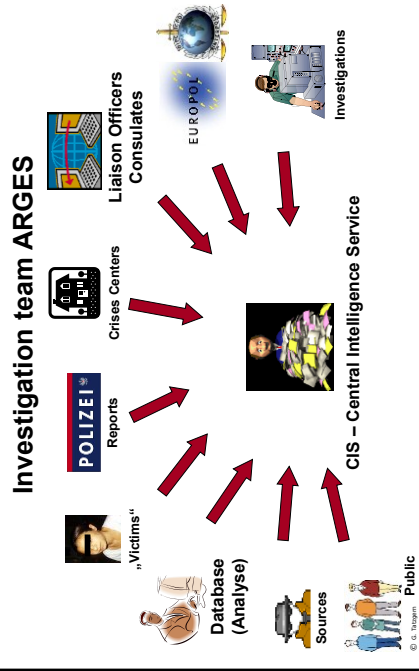 Investigation team ARGES
„Victims“
POLIZEI
Reports
Crises Centers
Liaison Officers
Consulates
EUROPOL
Database
(Analyse)
Sources
Public
Investigations
CIS – Central Intelligence Service
© G. Tatzgern